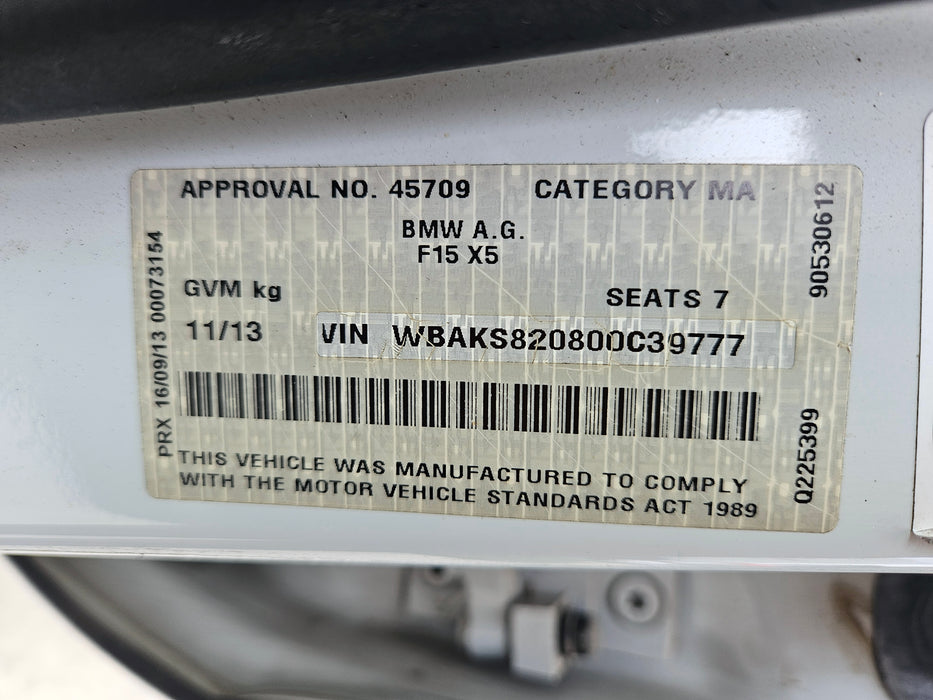 APPROVAL NO. 45709 CATEGORY MA
BMW A.G.
F15 X5
GVM kg SEATS 7
11/13 VIN WBAKS820800C39777
THIS VEHICLE WAS MANUFACTURED TO COMPLY
WITH THE MOTOR VEHICLE STANDARDS ACT 1989
PRX 16/09/13 00073154
90530612
Q225399